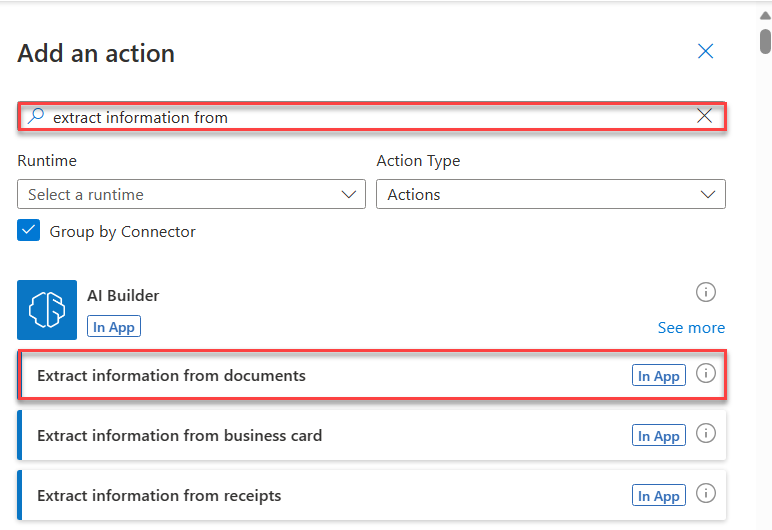 Add an action
extract information from
Runtime
Action Type
Select a runtime
Actions
Group by Connector
AI Builder
In App
See more
Extract information from documents
In App
Extract information from business card
In App
Extract information from receipts
In App